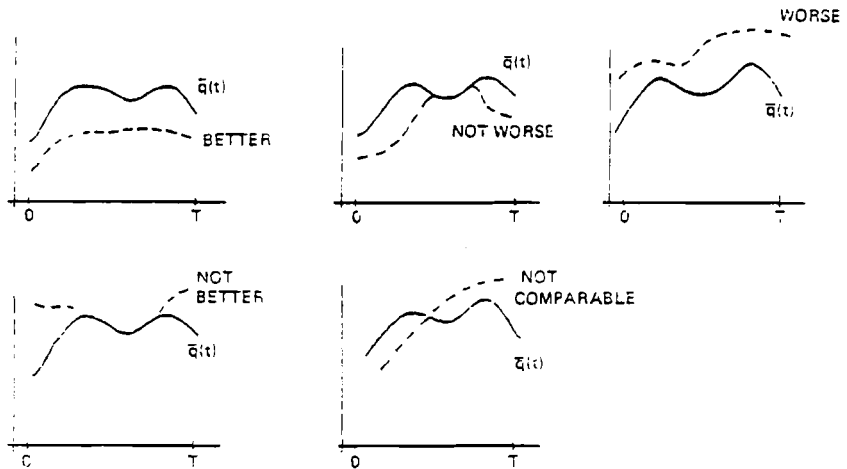 q̄(t)
BETTER
0 T
q̄(t)
NOT WORSE
0 T
WORSE
q̄(t)
0 T
NOT
BETTER
q̄(t)
0 T
NOT
COMPARABLE
q̄(t)
0 T